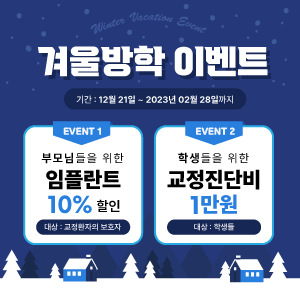 Winter Vacation Event
겨울방학 이벤트
기간 : 12월 21일 ~ 2023년 02월 28일까지
EVENT 1
부모님들을 위한
임플란트
10% 할인
대상 : 교정환자의 보호자
EVENT 2
학생들을 위한
교정진단비
1만원
대상 : 학생들